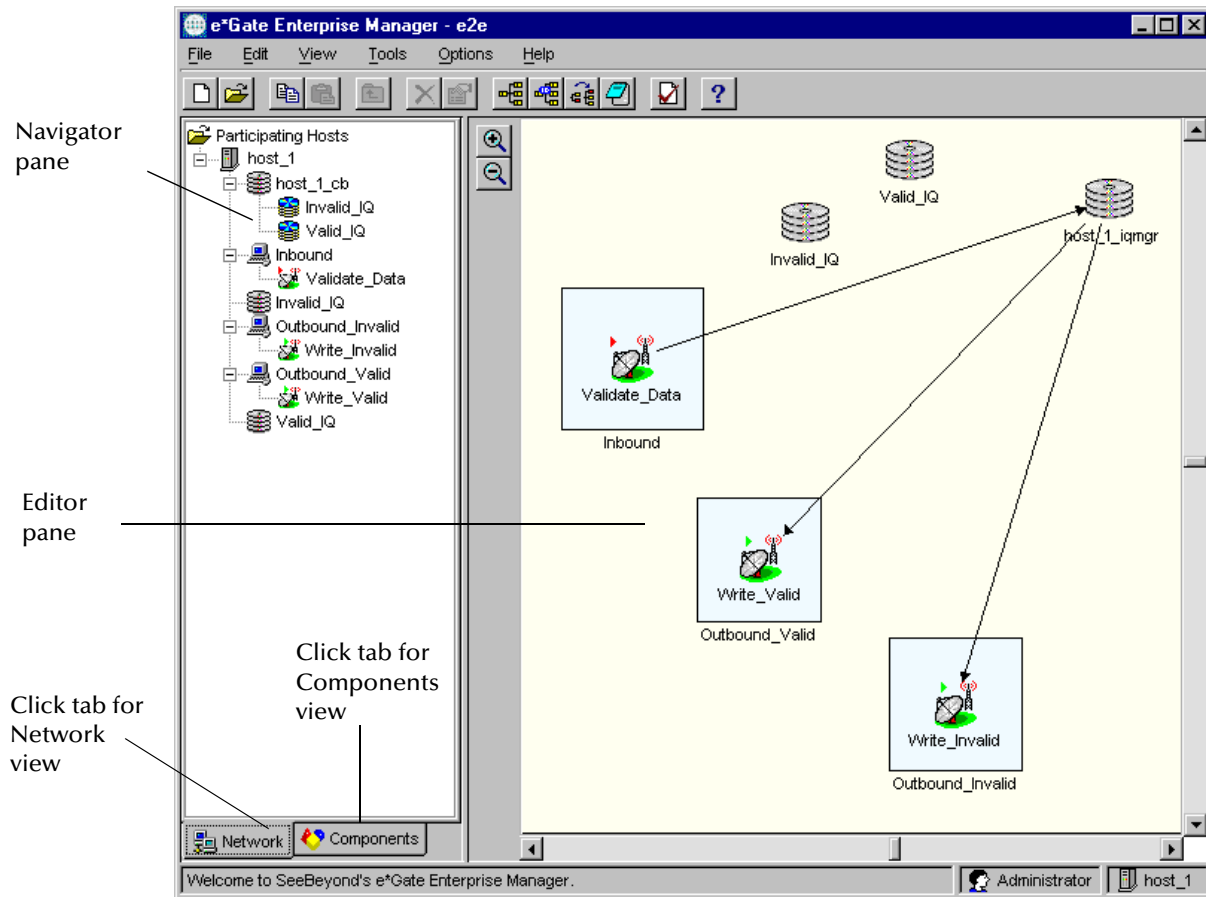 e*Gate Enterprise Manager - e2e
File Edit View Tools Options Help
Navigator
pane
Participating Hosts
host_1
host_1_cb
Invalid_IQ
Valid_IQ
Inbound
Validate_Data
Invalid_IQ
Outbound_Invalid
Write_Invalid
Outbound_Valid
Write_Valid
Valid_IQ
Valid_IQ
Invalid_IQ
host_1_iqmgr
Validate_Data
Inbound
Editor
pane
Write_Valid
Outbound_Valid
Write_Invalid
Outbound_Invalid
Click tab for
Components
view
Click tab for
Network
view
Network
Components
Welcome to SeeBeyond's e*Gate Enterprise Manager.
Administrator
host_1